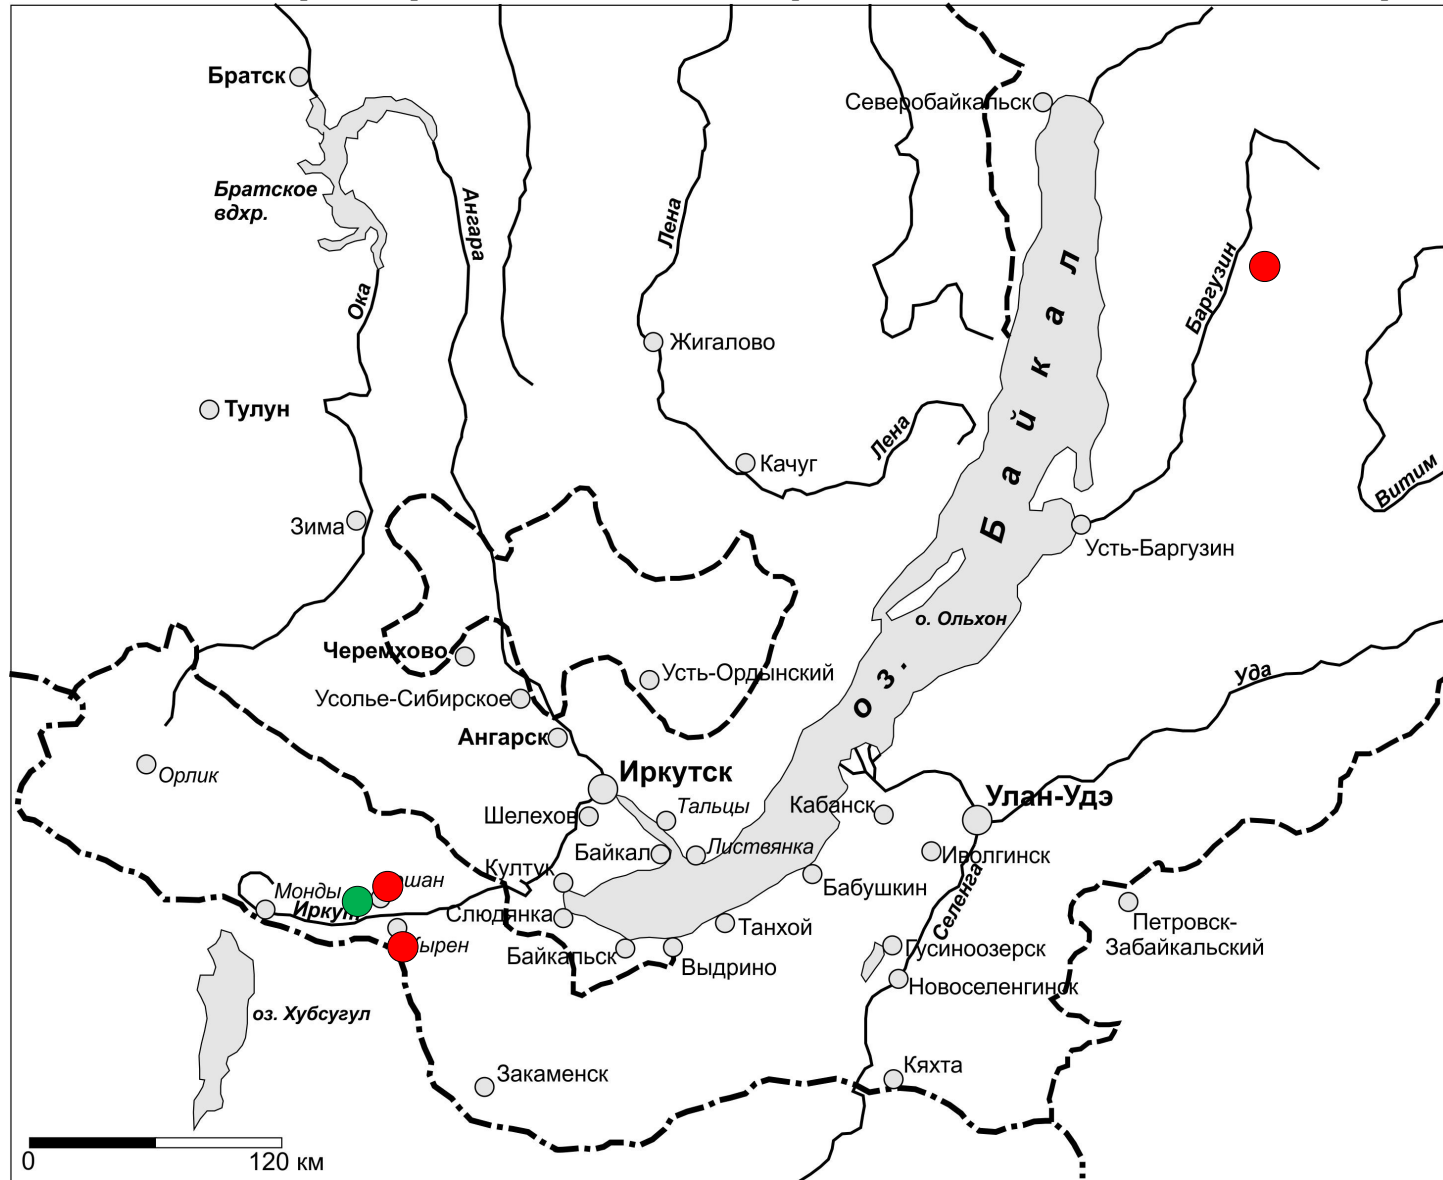 Братск
Северобайкальск
Братское
вдхр.
Ангара
Лена
Баргузин
Ока
Жигалово
Тулун
Лена
Качуг
Витим
Зима
Усть-Баргузин
оз. Байкал
о. Ольхон
Черемхово
Усть-Ордынский
Уда
Усолье-Сибирское
Ангарск
Орлик
Иркутск
Улан-Удэ
Тальцы
Кабанск
Шелехов
Байкал
Листвянка
Иволгинск
Култук
Бабушкин
Монды
Иркут
Слюдянка
Танхой
Селенга
Петровск-
Забайкальский
Байкальск
Выдрино
Гусиноозерск
Новоселенгинск
оз. Хубсугул
Закаменск
Кяхта
0
120 км